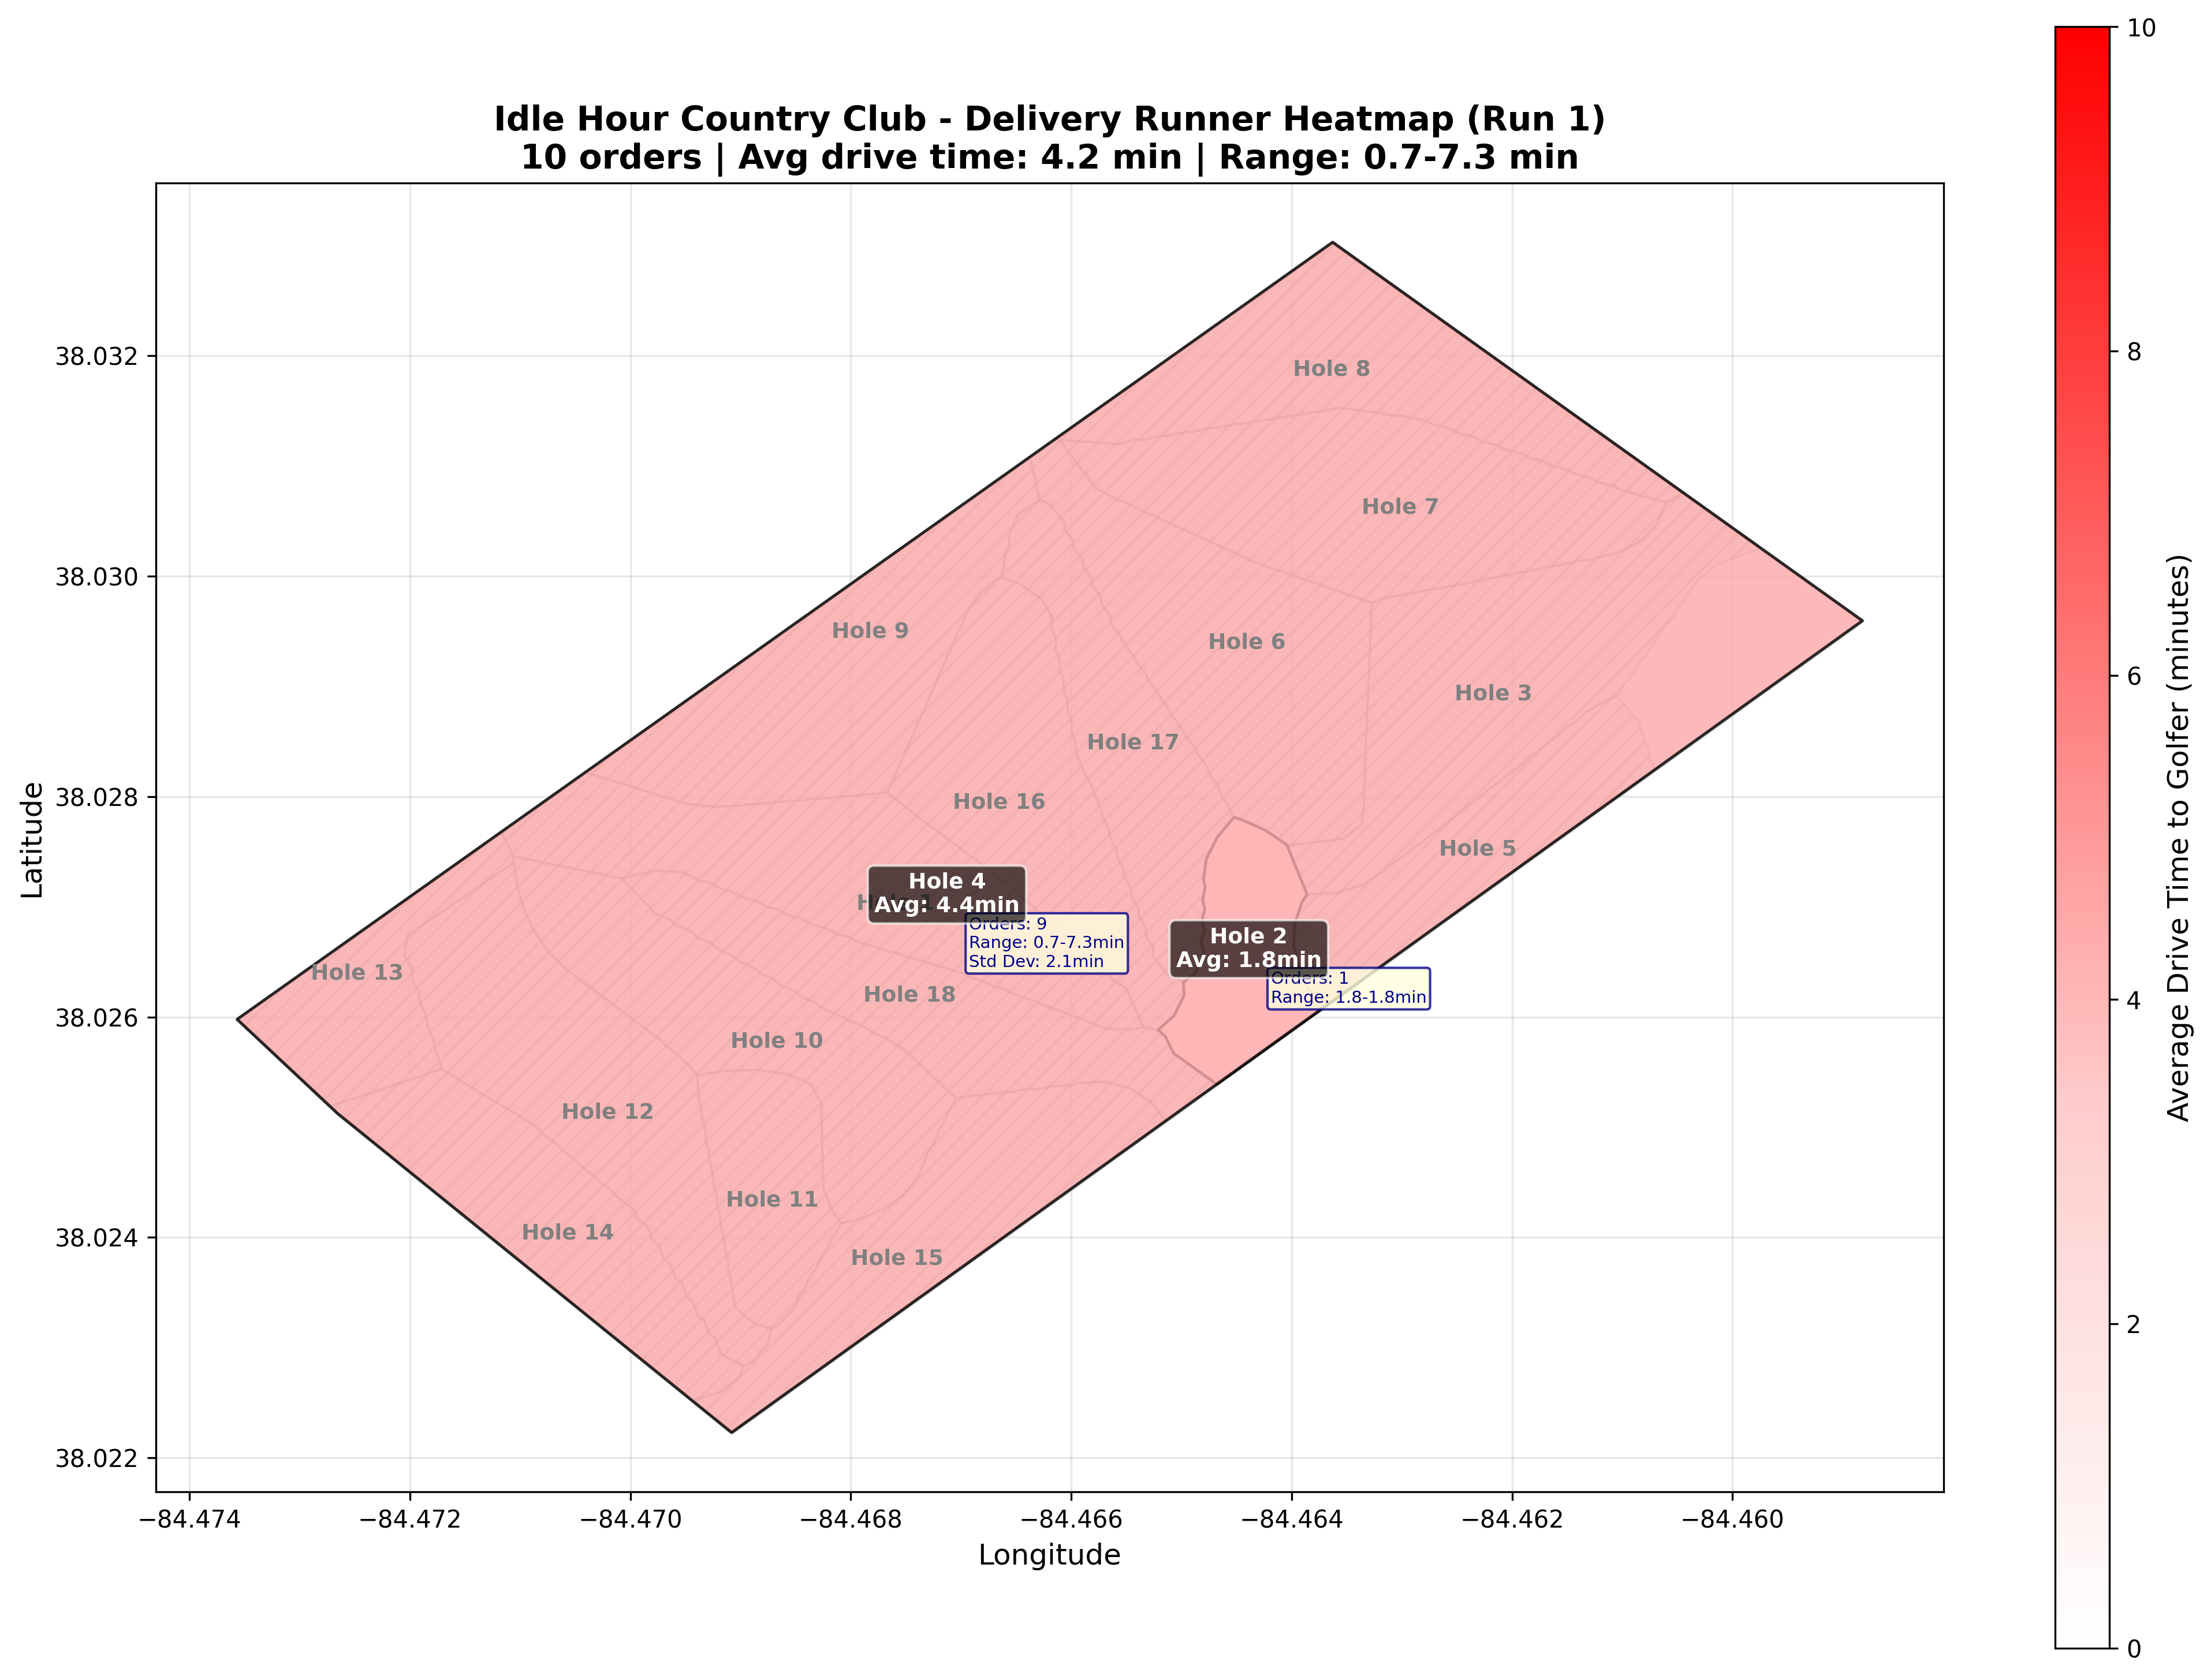 Idle Hour Country Club - Delivery Runner Heatmap (Run 1)
10 orders | Avg drive time: 4.2 min | Range: 0.7-7.3 min
10
8
6
4
2
0
Average Drive Time to Golfer (minutes)
Latitude
38.032
38.030
38.028
38.026
38.024
38.022
Hole 8
Hole 7
Hole 9
Hole 6
Hole 3
Hole 17
Hole 16
Hole 5
Hole 4
Avg: 4.4min
Orders: 9
Range: 0.7-7.3min
Std Dev: 2.1min
Hole 2
Avg: 1.8min
Orders: 1
Range: 1.8-1.8min
Hole 13
Hole 18
Hole 10
Hole 12
Hole 11
Hole 14
Hole 15
−84.474
−84.472
−84.470
−84.468
−84.466
−84.464
−84.462
−84.460
Longitude